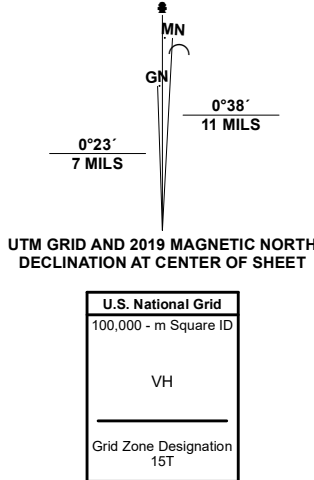 MN
GN
0°38´
11 MILS
0°23´
7 MILS
UTM GRID AND 2019 MAGNETIC NORTH
DECLINATION AT CENTER OF SHEET
U.S. National Grid
100,000 - m Square ID
VH
Grid Zone Designation
15T